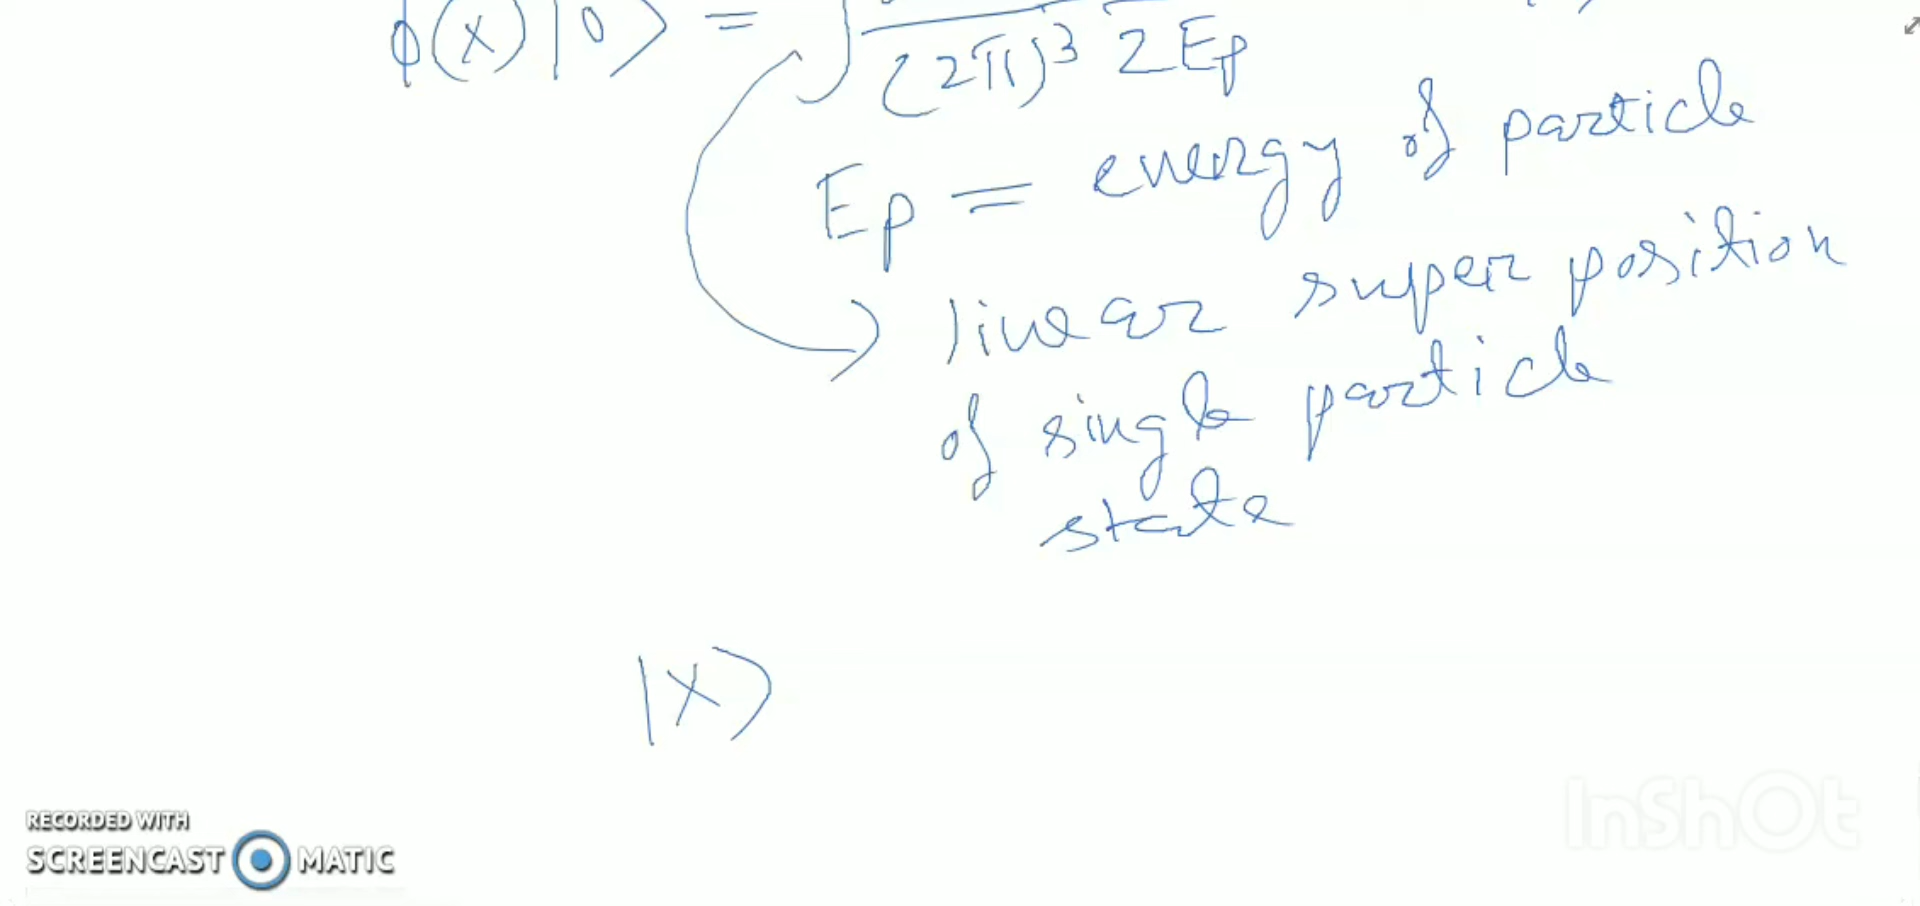 ϕ(x)|0⟩ = ∫ / (2π)³ 2Ep
Ep = energy of particle
linear super position
of single particle
state
|x⟩
RECORDED WITH
SCREENCAST MATIC
InShOt